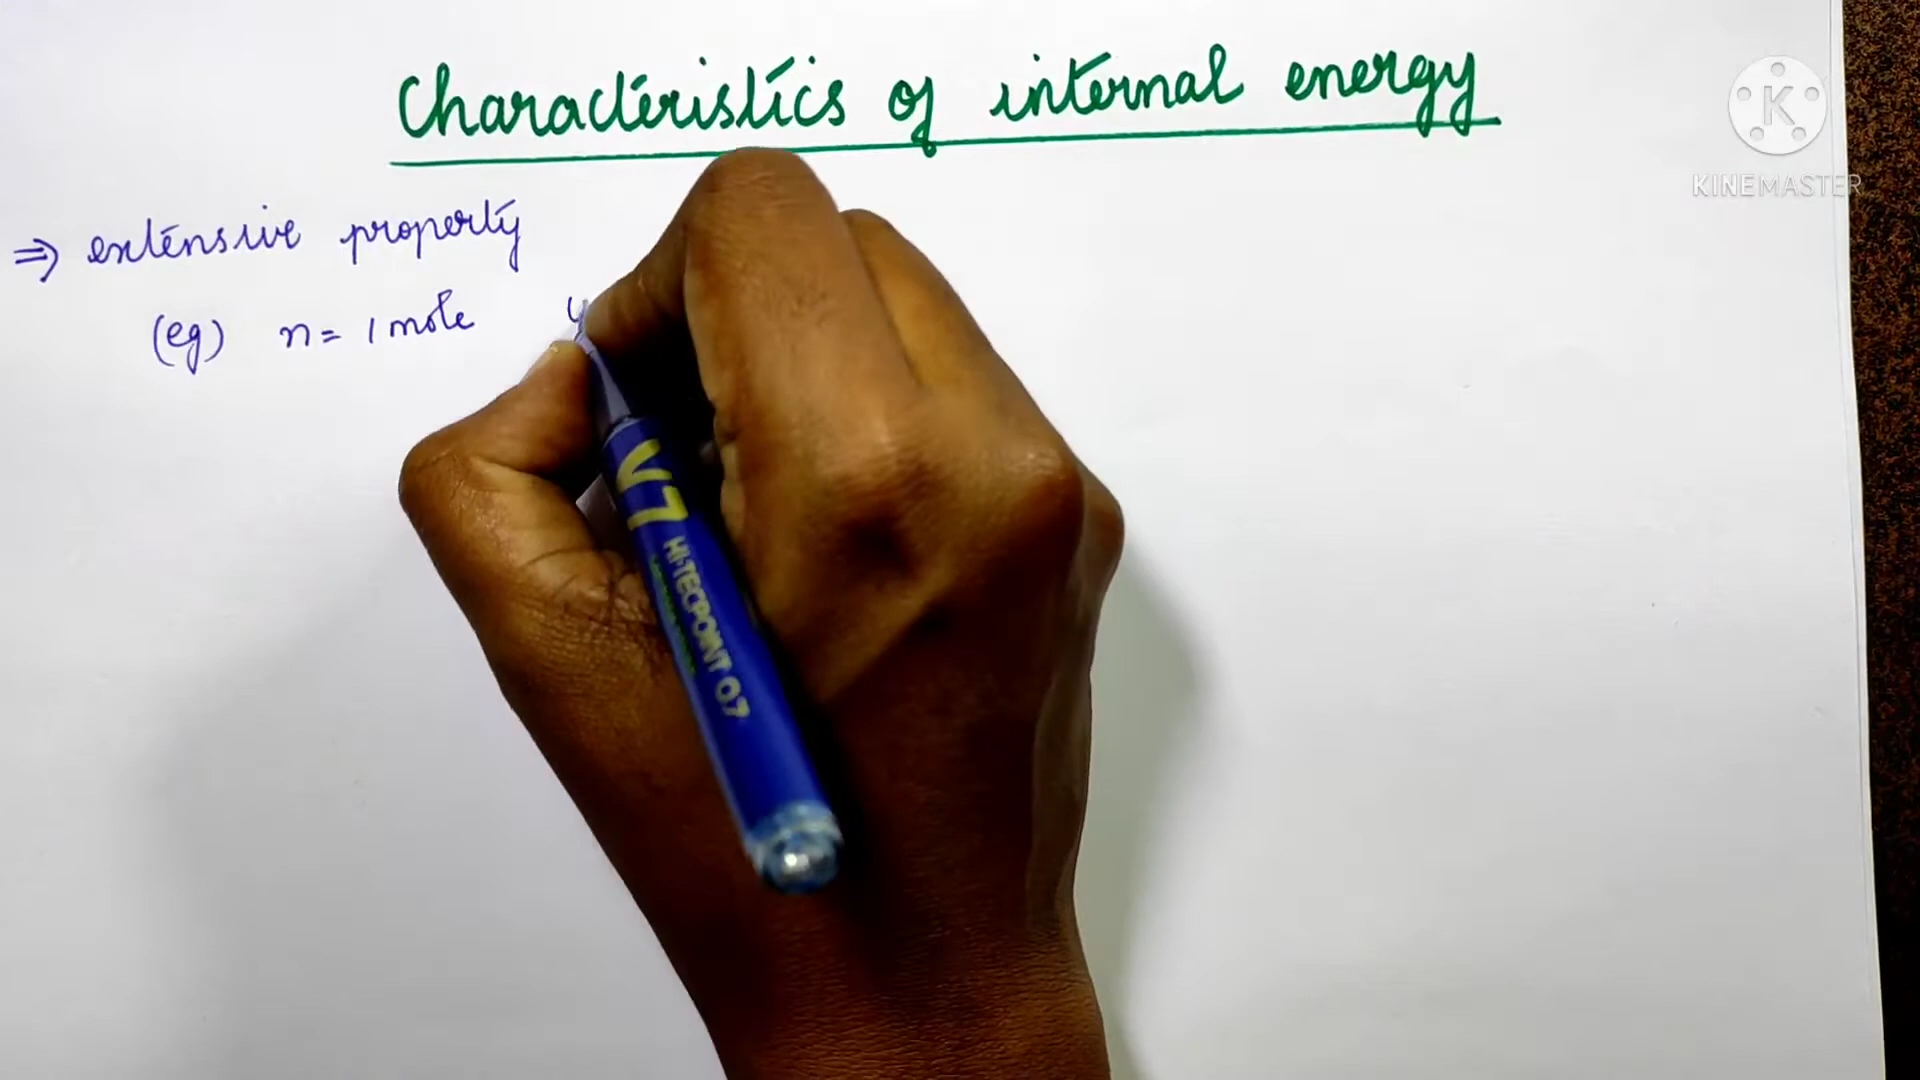 Characteristics of internal energy
K
KINEMASTER
⇒ extensive property
(eg) n = 1 mole
V7
HI-TECPOINT 0.7